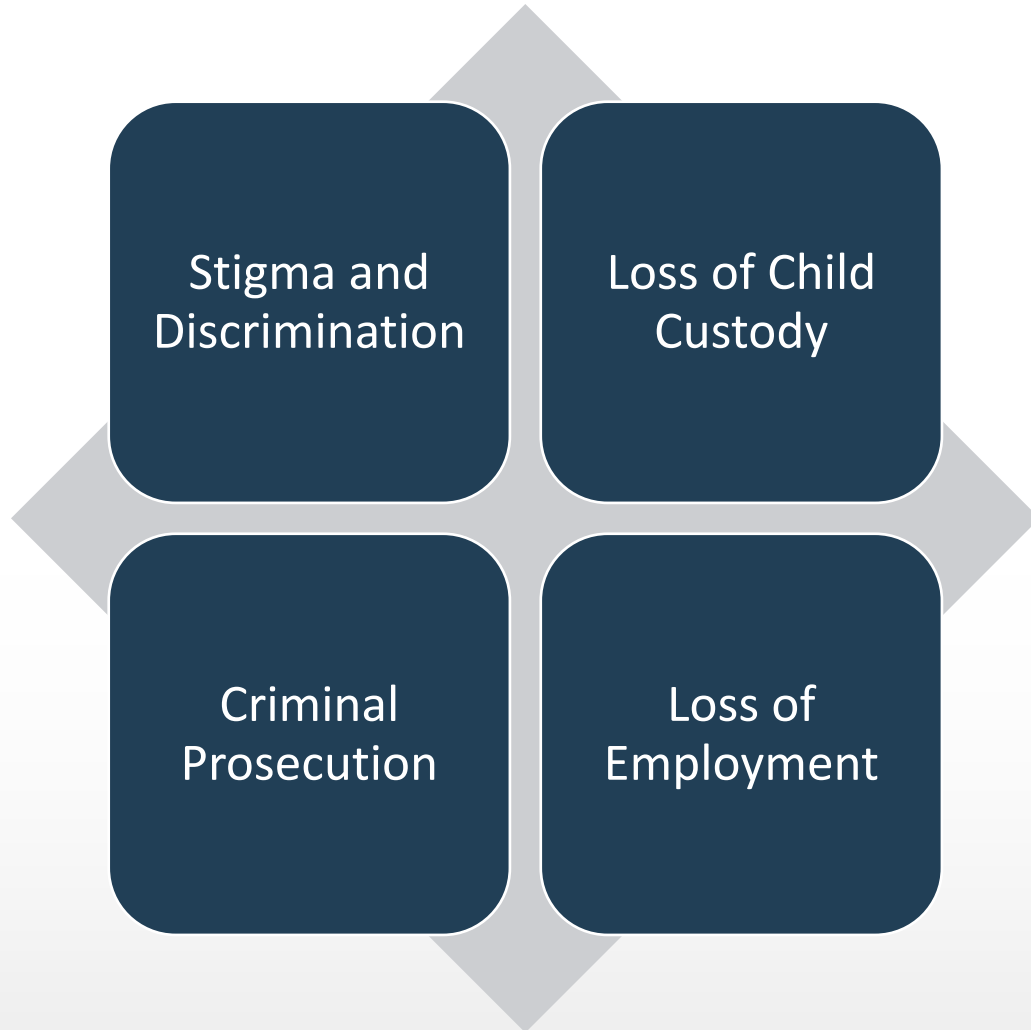 Stigma and
Discrimination
Loss of Child
Custody
Criminal
Prosecution
Loss of
Employment